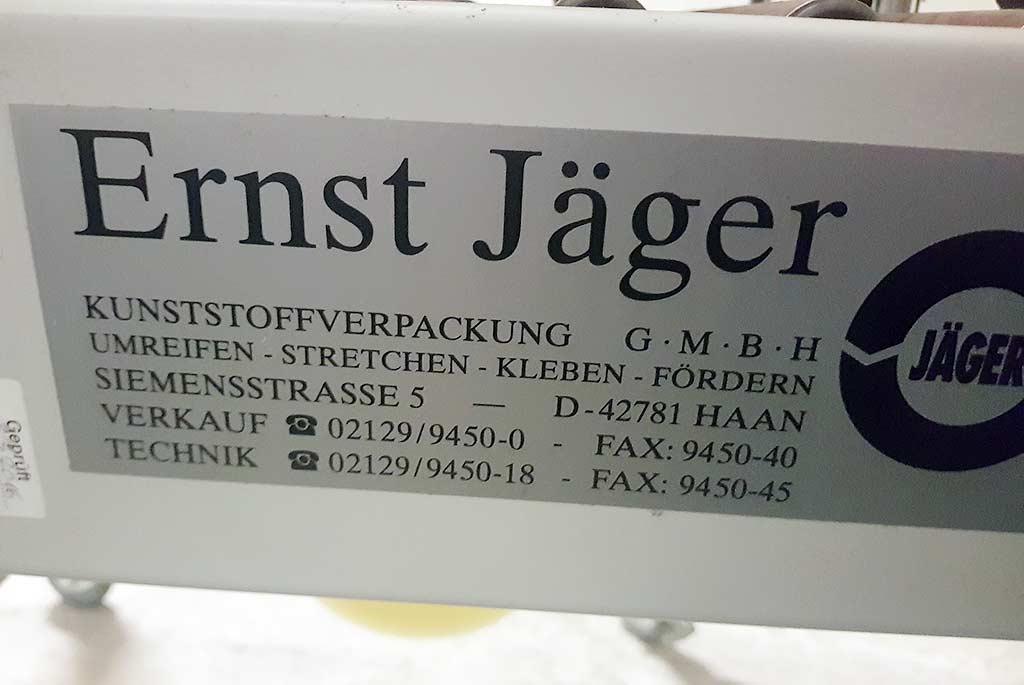 Ernst Jäger
KUNSTSTOFFVERPACKUNG G·M·B·H
UMREIFEN - STRETCHEN - KLEBEN - FÖRDERN
SIEMENSSTRASSE 5 — D-42781 HAAN
VERKAUF ☎ 02129/9450-0 - FAX: 9450-40
TECHNIK ☎ 02129/9450-18 - FAX: 9450-45
JÄGER
Geprüft